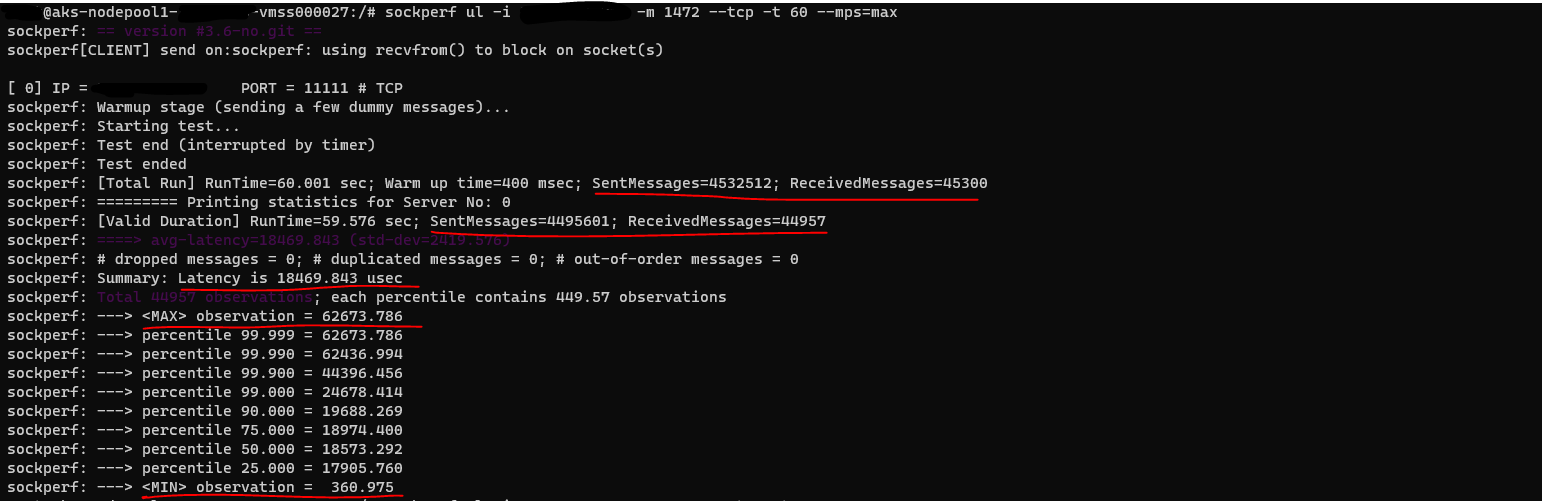 @aks-nodepool1- -vmss000027:/# sockperf ul -i -m 1472 --tcp -t 60 --mps=max
sockperf: == version #3.6-no.git ==
sockperf[CLIENT] send on:sockperf: using recvfrom() to block on socket(s)
[ 0] IP = PORT = 11111 # TCP
sockperf: Warmup stage (sending a few dummy messages)...
sockperf: Starting test...
sockperf: Test end (interrupted by timer)
sockperf: Test ended
sockperf: [Total Run] RunTime=60.001 sec; Warm up time=400 msec; SentMessages=4532512; ReceivedMessages=45300
sockperf: ========= Printing statistics for Server No: 0
sockperf: [Valid Duration] RunTime=59.576 sec; SentMessages=4495601; ReceivedMessages=44957
sockperf: ====> avg-latency=18469.843 (std-dev=2419.576)
sockperf: # dropped messages = 0; # duplicated messages = 0; # out-of-order messages = 0
sockperf: Summary: Latency is 18469.843 usec
sockperf: Total 44957 observations; each percentile contains 449.57 observations
sockperf: ---> <MAX> observation = 62673.786
sockperf: ---> percentile 99.999 = 62673.786
sockperf: ---> percentile 99.990 = 62436.994
sockperf: ---> percentile 99.900 = 44396.456
sockperf: ---> percentile 99.000 = 24678.414
sockperf: ---> percentile 90.000 = 19688.269
sockperf: ---> percentile 75.000 = 18974.400
sockperf: ---> percentile 50.000 = 18573.292
sockperf: ---> percentile 25.000 = 17905.760
sockperf: ---> <MIN> observation = 360.975